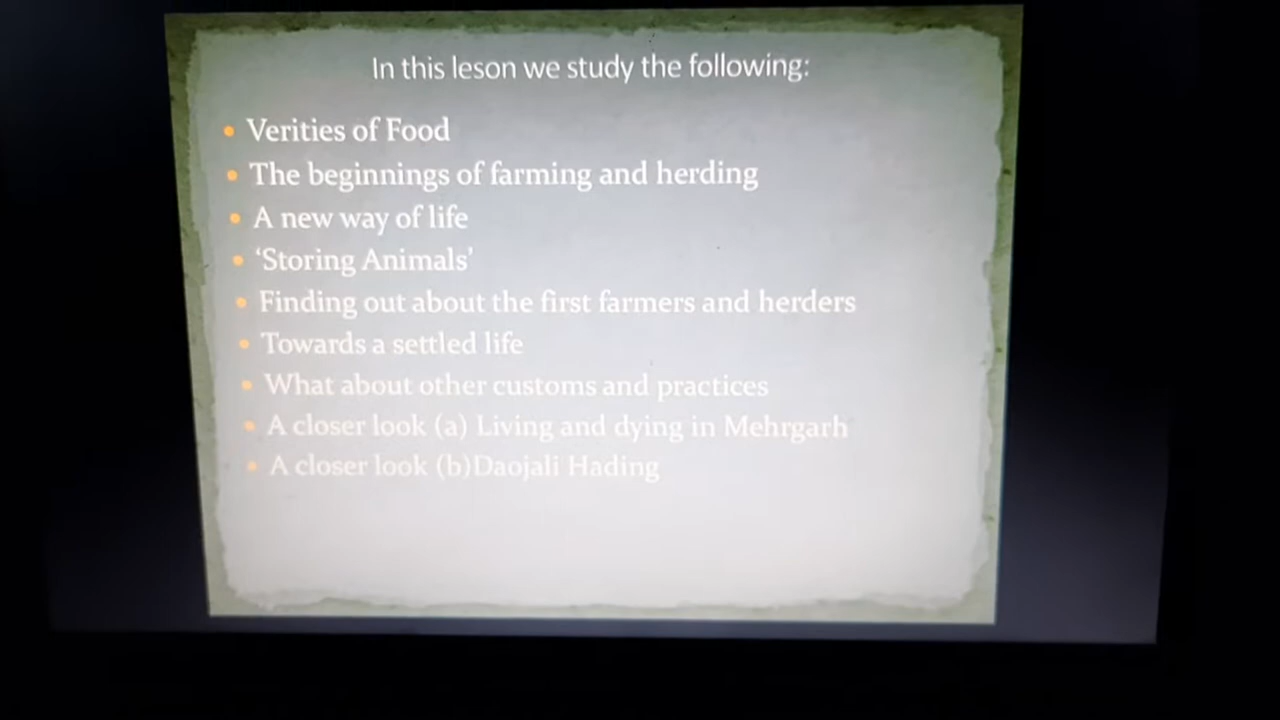 In this leson we study the following:
• Verities of Food
• The beginnings of farming and herding
• A new way of life
• ‘Storing Animals’
• Finding out about the first farmers and herders
• Towards a settled life
• What about other customs and practices
• A closer look (a) Living and dying in Mehrgarh
• A closer look (b)Daojali Hading